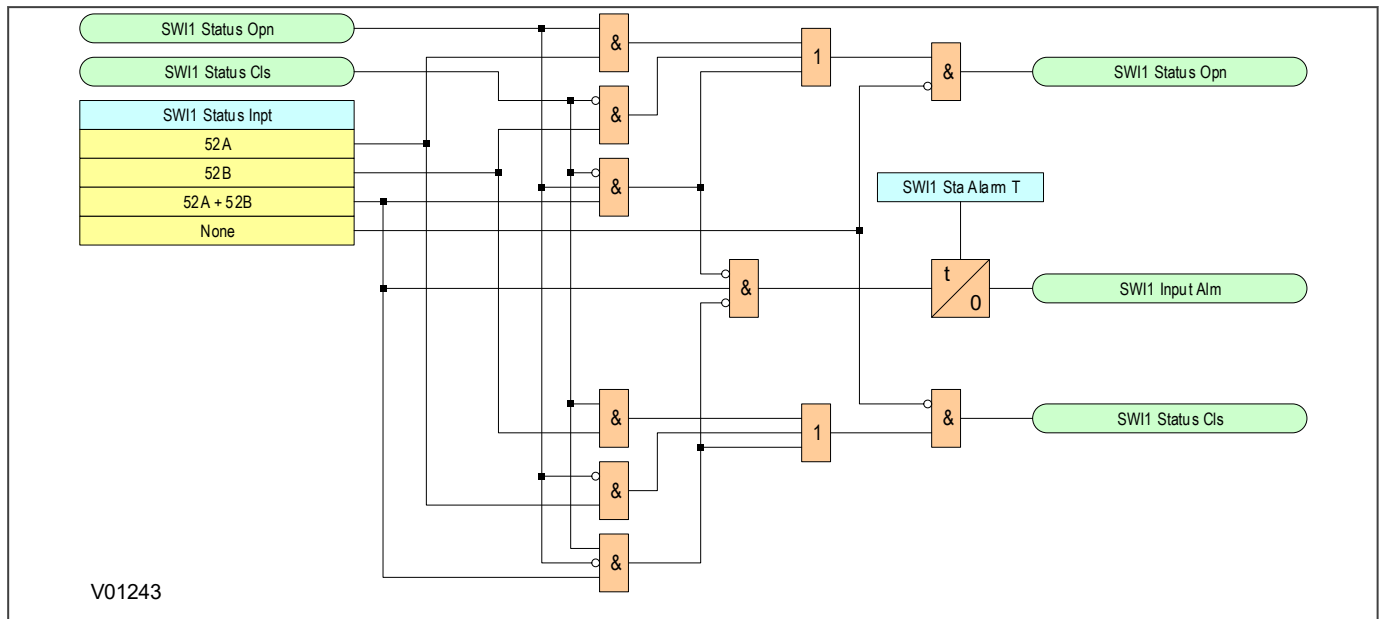 SWI1 Status Opn
SWI1 Status Cls
SWI1 Status Inpt
52A
52B
52A + 52B
None
&
&
&
1
&
SWI1 Status Opn
SWI1 Sta Alarm T
&
t
0
SWI1 Input Alm
&
&
&
1
&
SWI1 Status Cls
V01243